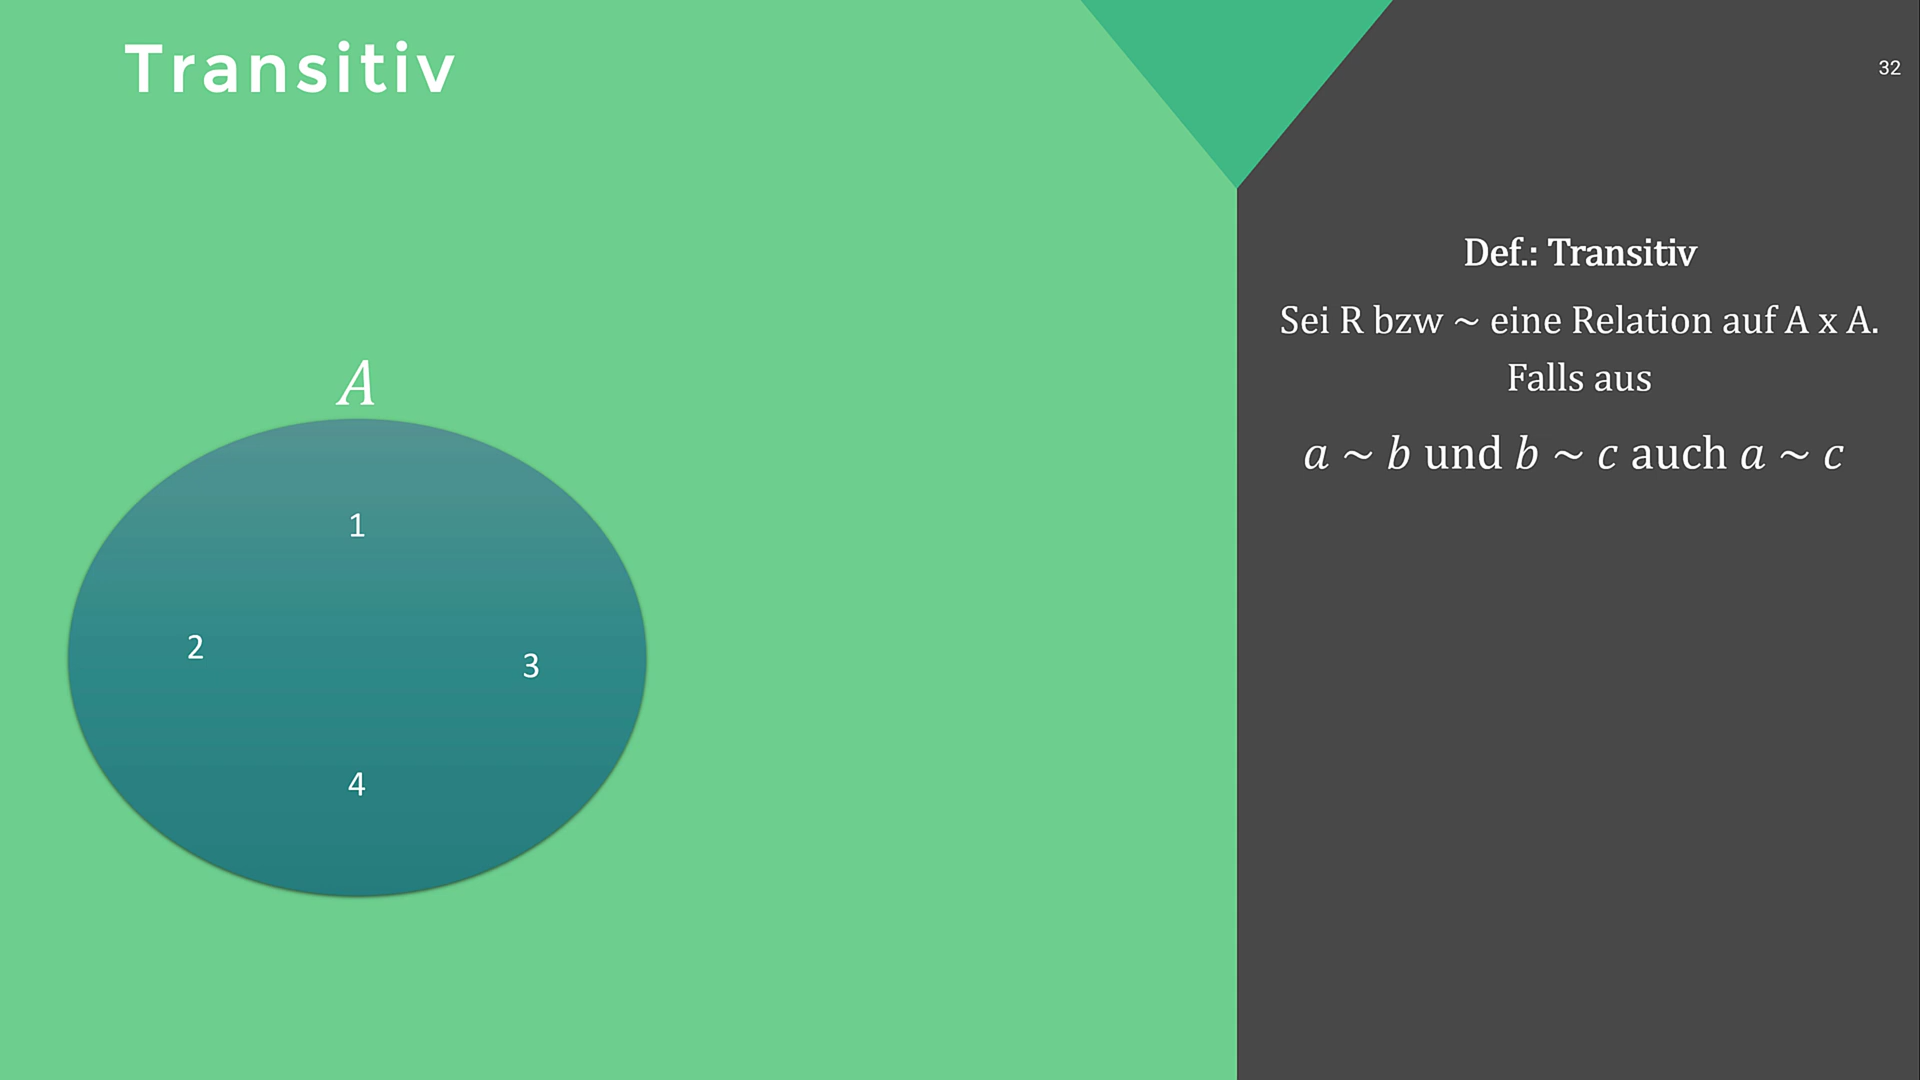 Transitiv
32
Def.: Transitiv
Sei R bzw ~ eine Relation auf A x A.
Falls aus
a ~ b und b ~ c auch a ~ c
A
1
2
3
4